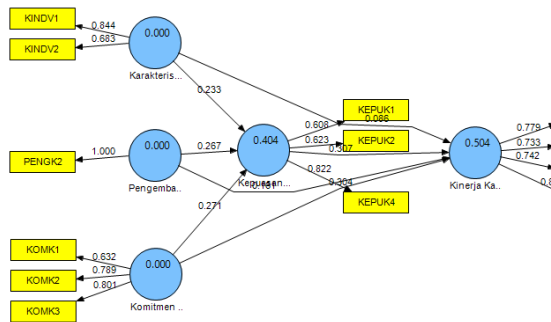 KINDV1
0.844
KINDV2
0.683
0.000
Karakteris...
0.233
PENGK2
1.000
0.000
Pengemba...
0.267
0.271
KOMK1
0.632
KOMK2
0.789
KOMK3
0.801
0.000
Komitmen ..
0.404
0.608
0.623
0.822
KEPUK1
0.086
KEPUK2
0.307
0.304
KEPUK4
0.504
Kinerja Ka...
0.779
0.733
0.742